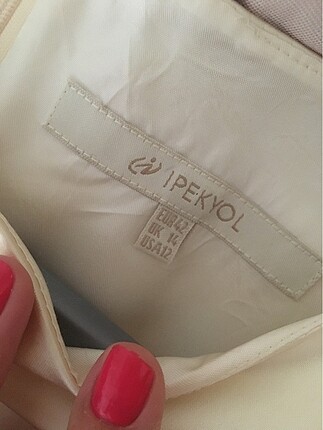 IPEKYOL
EUR 42
UK 14
USA 12